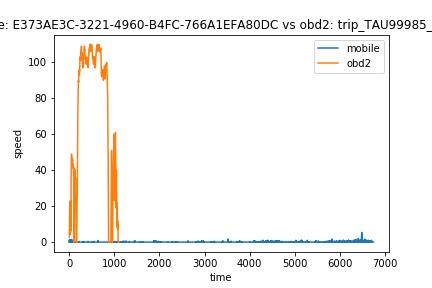 e: E373AE3C-3221-4960-B4FC-766A1EFA80DC vs obd2: trip_TAU99985_
mobile
obd2
100
80
60
40
20
0
speed
0 1000 2000 3000 4000 5000 6000 7000
time